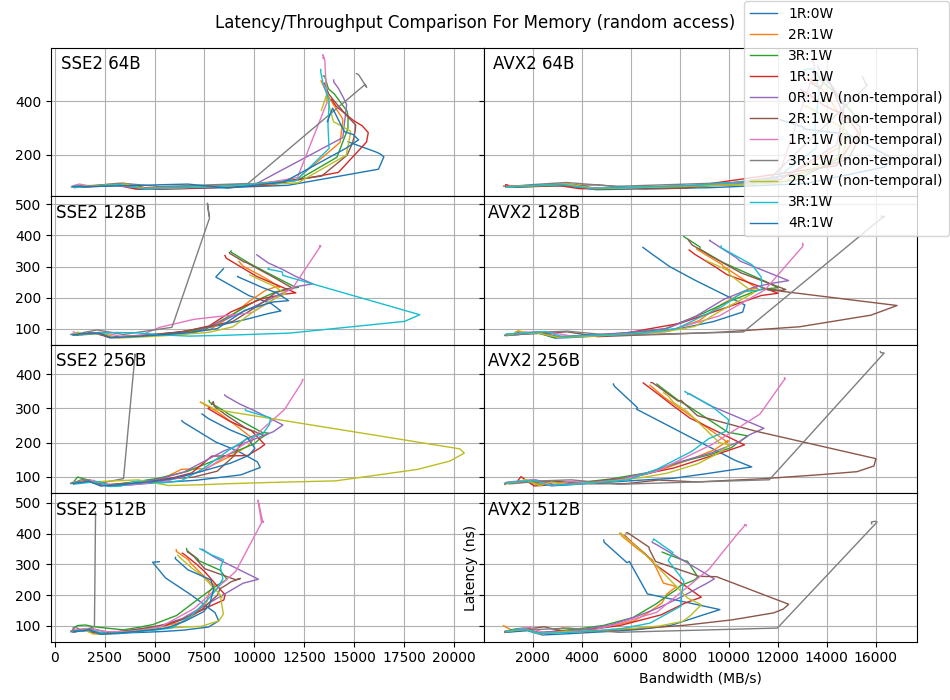 Latency/Throughput Comparison For Memory (random access)
1R:0W
2R:1W
3R:1W
1R:1W
0R:1W (non-temporal)
2R:1W (non-temporal)
1R:1W (non-temporal)
3R:1W (non-temporal)
2R:1W (non-temporal)
3R:1W
4R:1W
SSE2 64B
AVX2 64B
400
200
SSE2 128B
AVX2 128B
500
400
300
200
100
SSE2 256B
AVX2 256B
400
300
200
100
SSE2 512B
AVX2 512B
500
400
300
200
100
Latency (ns)
0 2500 5000 7500 10000 12500 15000 17500 20000
2000 4000 6000 8000 10000 12000 14000 16000
Bandwidth (MB/s)